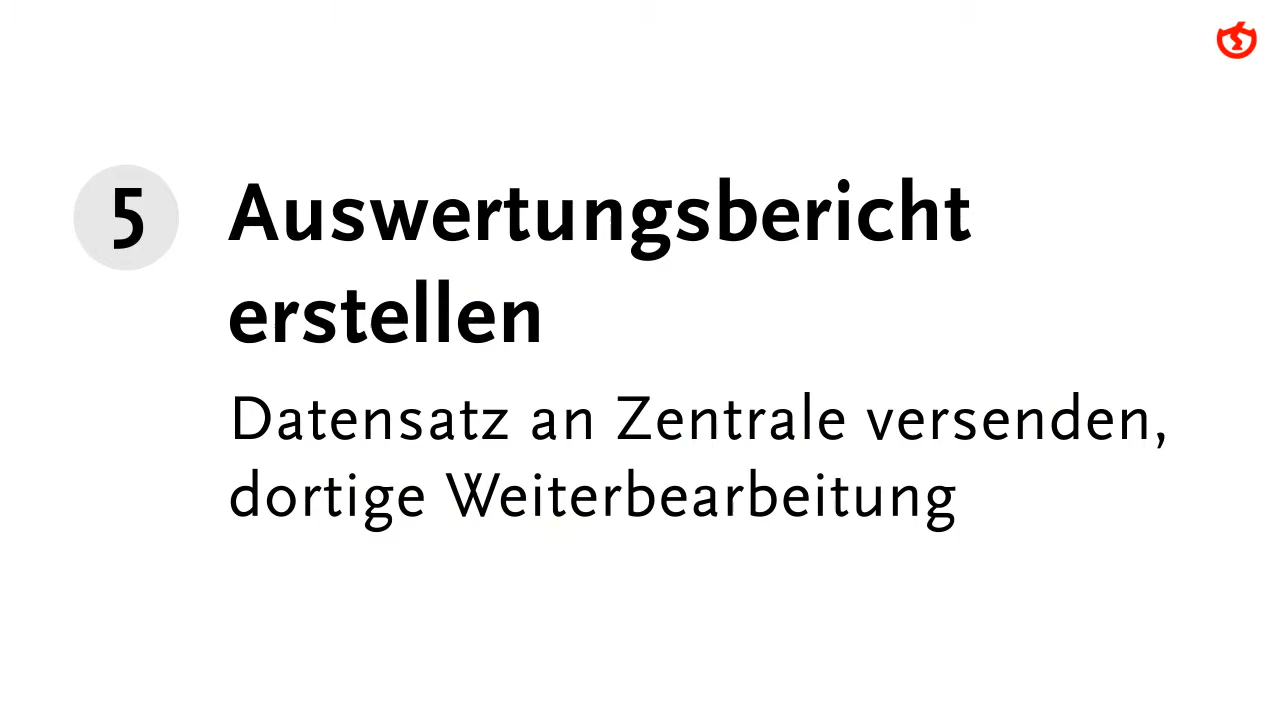 5 Auswertungsbericht
erstellen
Datensatz an Zentrale versenden,
dortige Weiterbearbeitung